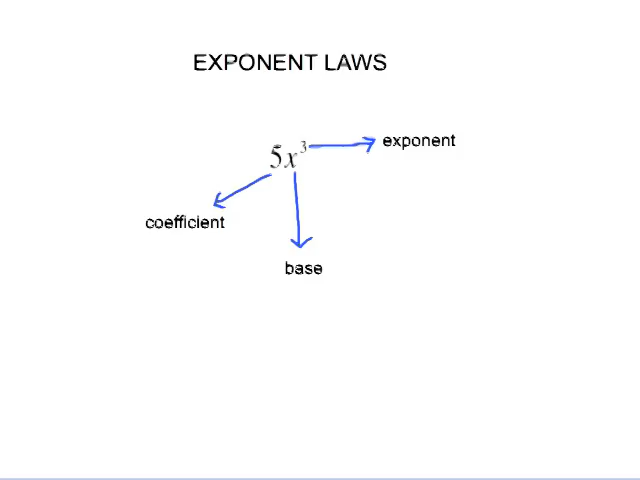 EXPONENT LAWS
5x³
exponent
coefficient
base